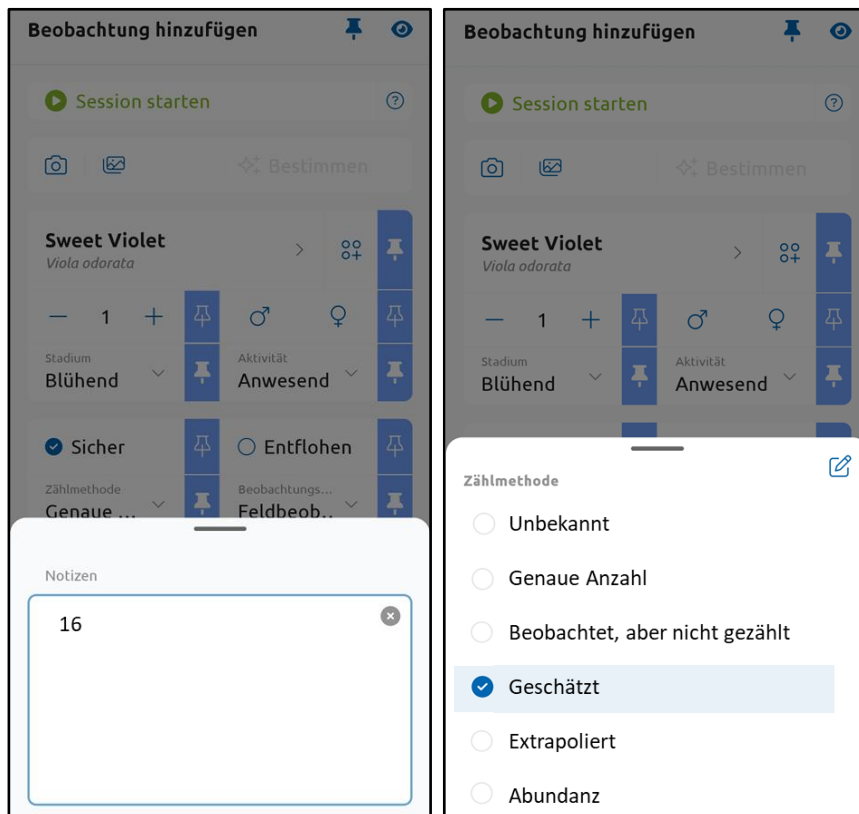 Beobachtung hinzufügen
Session starten
Bestimmen
Sweet Violet
Viola odorata
1
Stadium
Aktivität
Blühend
Anwesend
Sicher
Entflohen
Zählmethode
Beobachtungs...
Genaue ...
Feldbeob..
Notizen
16
Beobachtung hinzufügen
Session starten
Bestimmen
Sweet Violet
Viola odorata
1
Stadium
Aktivität
Blühend
Anwesend
Zählmethode
Unbekannt
Genaue Anzahl
Beobachtet, aber nicht gezählt
Geschätzt
Extrapoliert
Abundanz